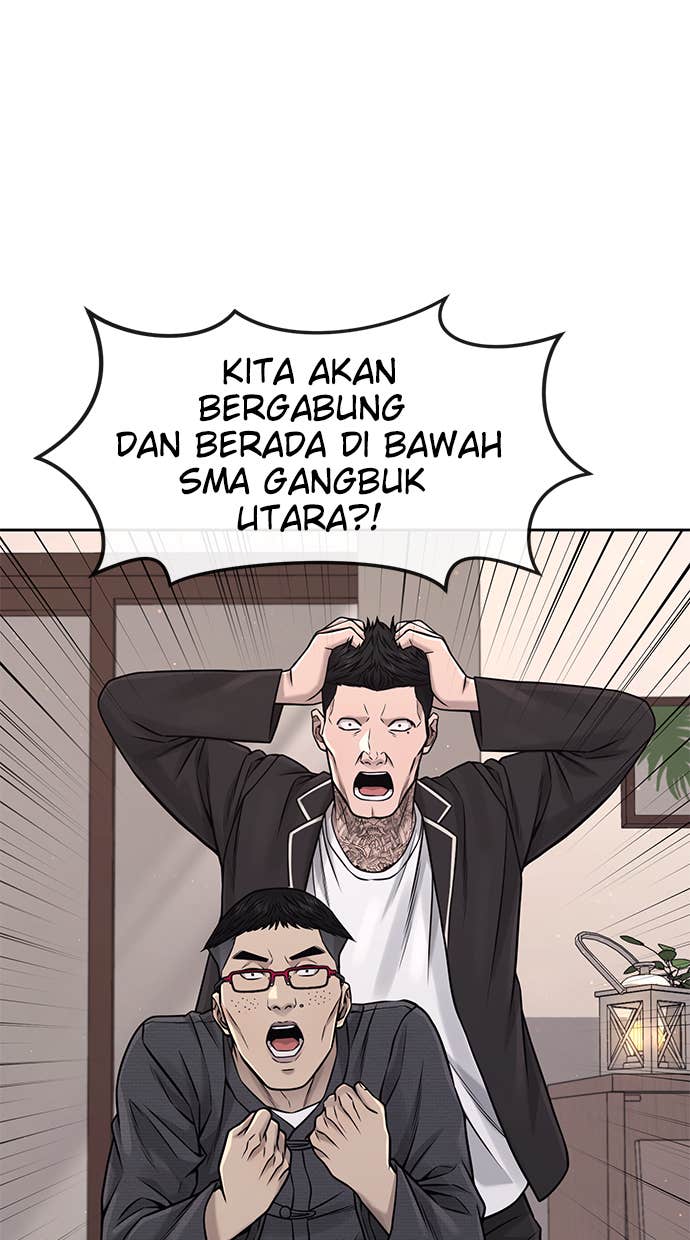 KITA AKAN
BERGABUNG
DAN BERADA DI BAWAH
SMA GANGBUK
UTARA?!